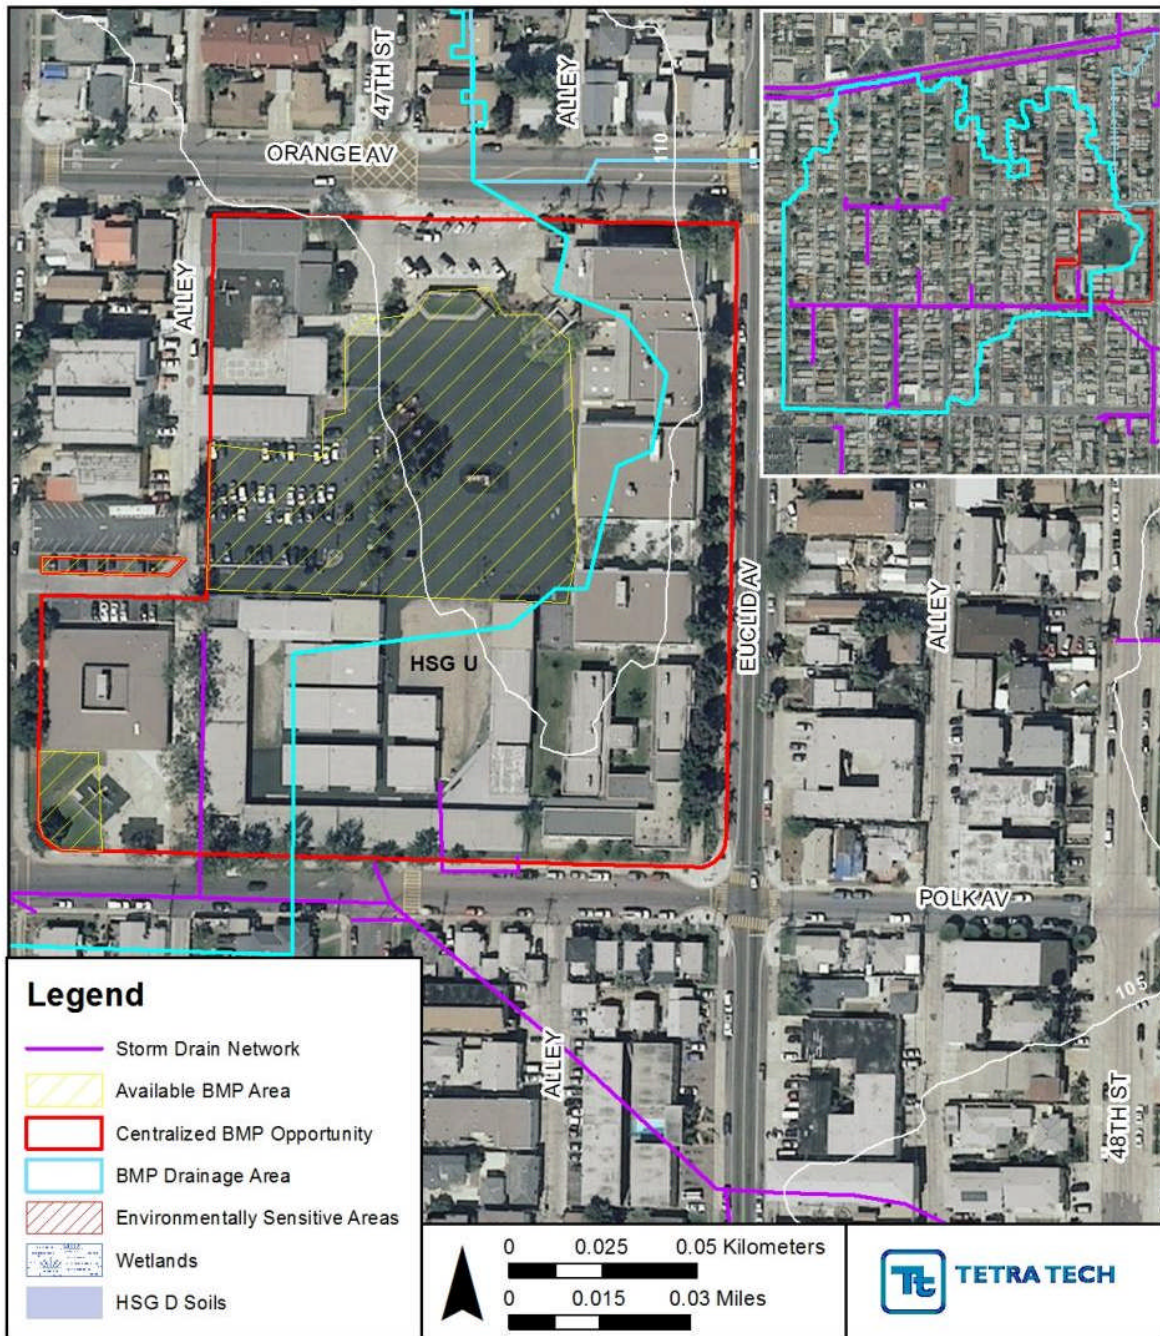 47TH ST
ALLEY
ORANGE AV
110
ALLEY
EUCLID AV
ALLEY
HSG U
POLK AV
105
ALLEY
48TH ST
Legend
Storm Drain Network
Available BMP Area
Centralized BMP Opportunity
BMP Drainage Area
Environmentally Sensitive Areas
Wetlands
HSG D Soils
0 0.025 0.05 Kilometers
0 0.015 0.03 Miles
Tt
TETRA TECH